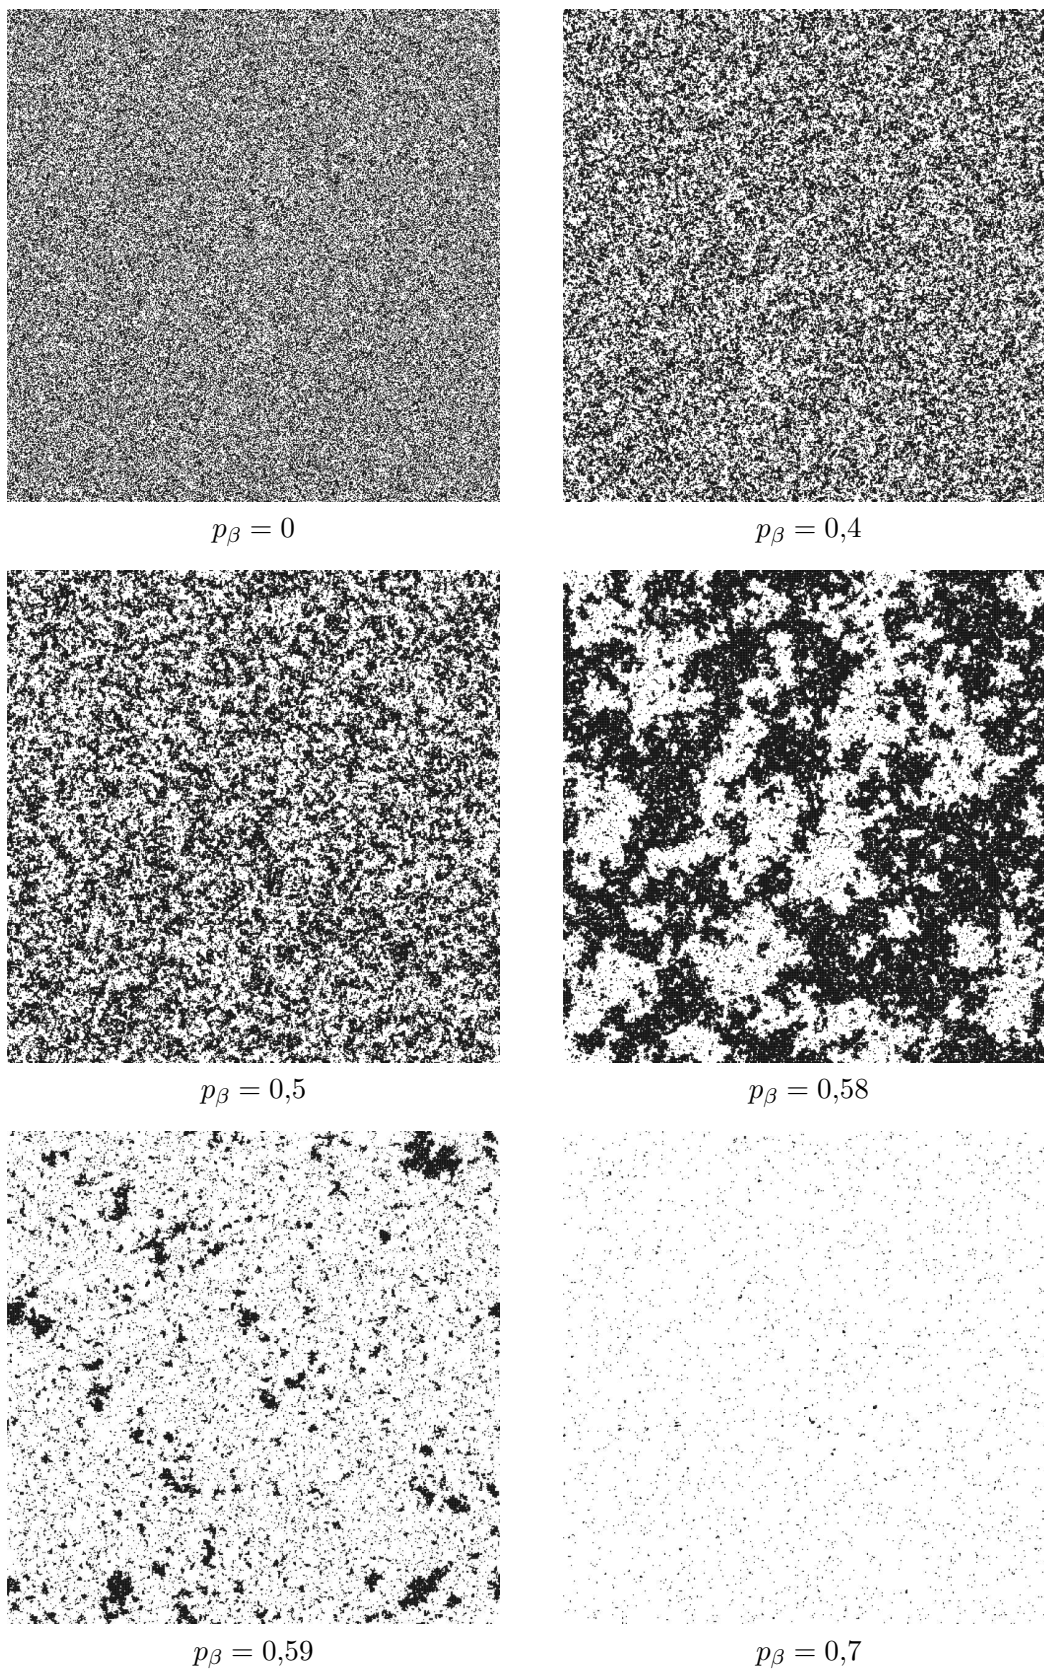 p_β = 0
p_β = 0,4
p_β = 0,5
p_β = 0,58
p_β = 0,59
p_β = 0,7